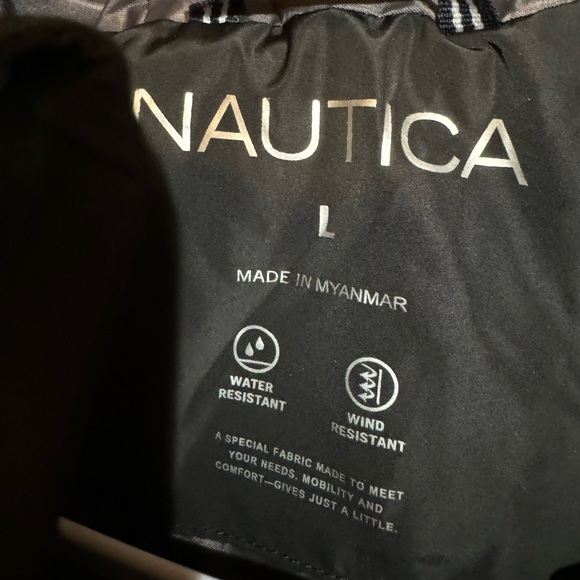 NAUTICA
L
MADE IN MYANMAR
WATER
RESISTANT
WIND
RESISTANT
A SPECIAL FABRIC MADE TO MEET
YOUR NEEDS. MOBILITY AND
COMFORT—GIVES JUST A LITTLE.